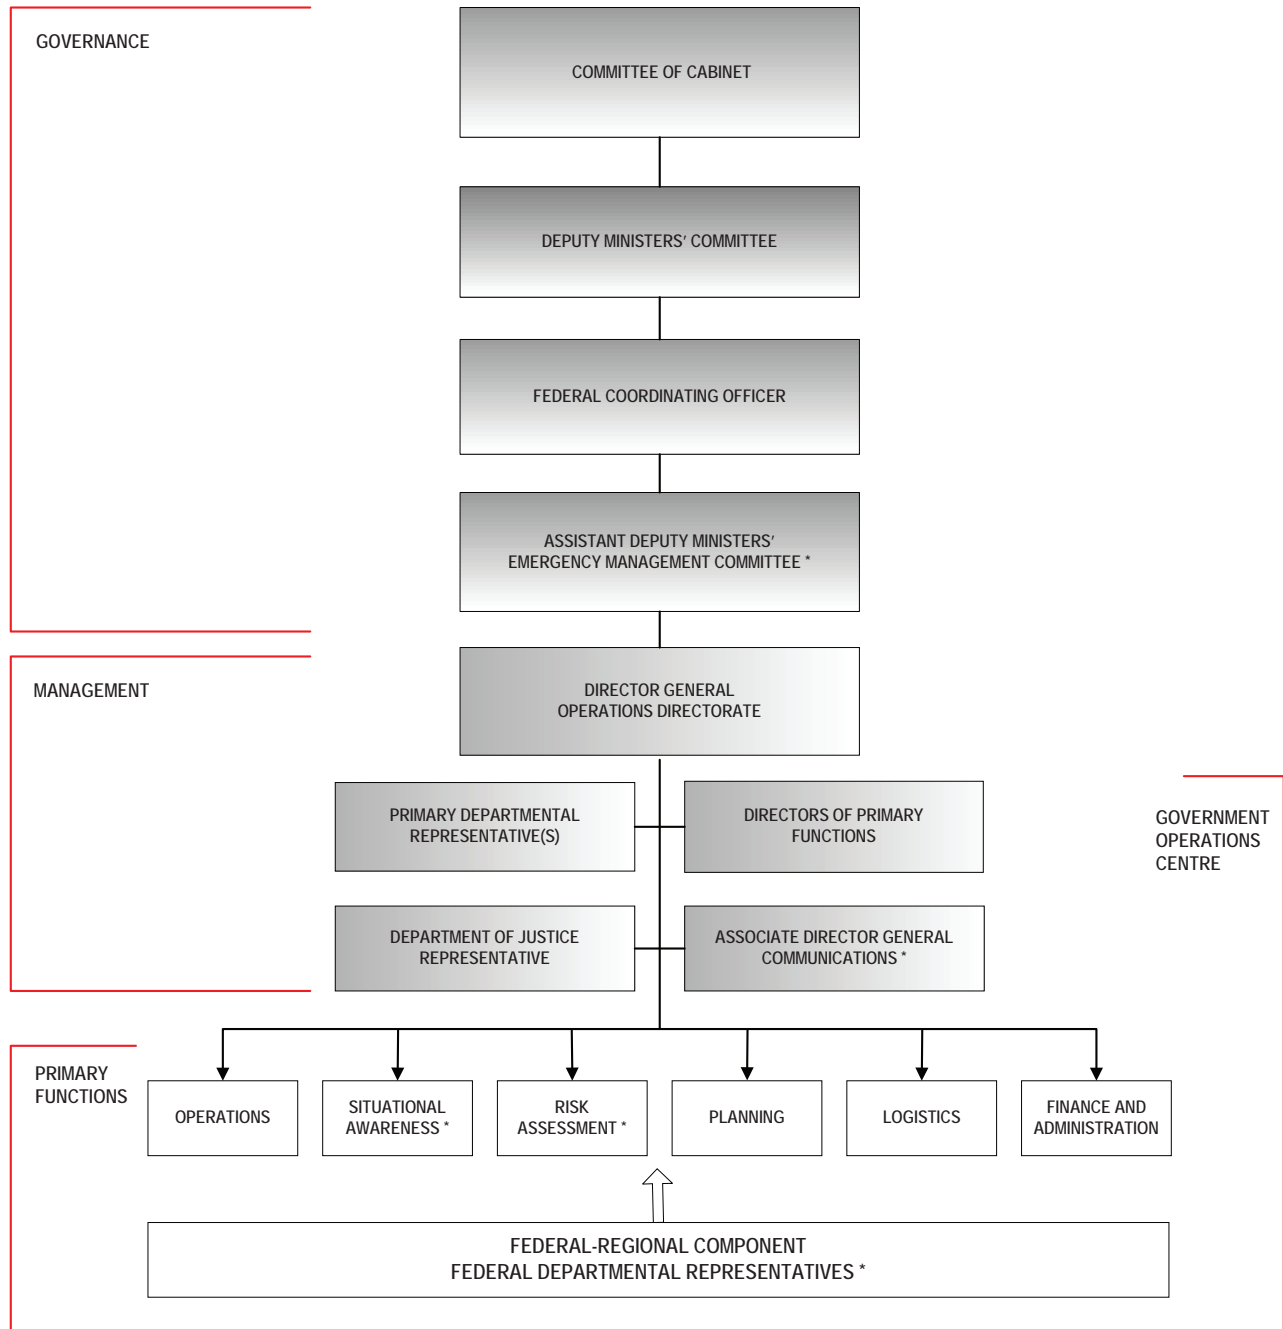 GOVERNANCE
COMMITTEE OF CABINET
DEPUTY MINISTERS' COMMITTEE
FEDERAL COORDINATING OFFICER
ASSISTANT DEPUTY MINISTERS'
EMERGENCY MANAGEMENT COMMITTEE *
MANAGEMENT
DIRECTOR GENERAL
OPERATIONS DIRECTORATE
PRIMARY DEPARTMENTAL
REPRESENTATIVE(S)
DIRECTORS OF PRIMARY
FUNCTIONS
GOVERNMENT
OPERATIONS
CENTRE
DEPARTMENT OF JUSTICE
REPRESENTATIVE
ASSOCIATE DIRECTOR GENERAL
COMMUNICATIONS *
PRIMARY
FUNCTIONS
OPERATIONS
SITUATIONAL
AWARENESS *
RISK
ASSESSMENT *
PLANNING
LOGISTICS
FINANCE AND
ADMINISTRATION
FEDERAL-REGIONAL COMPONENT
FEDERAL DEPARTMENTAL REPRESENTATIVES *